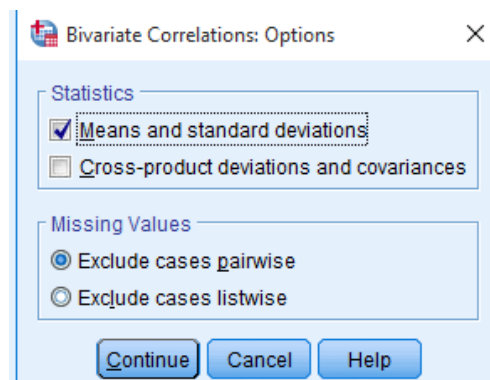 Bivariate Correlations: Options
Statistics
Means and standard deviations
Cross-product deviations and covariances
Missing Values
Exclude cases pairwise
Exclude cases listwise
Continue Cancel Help